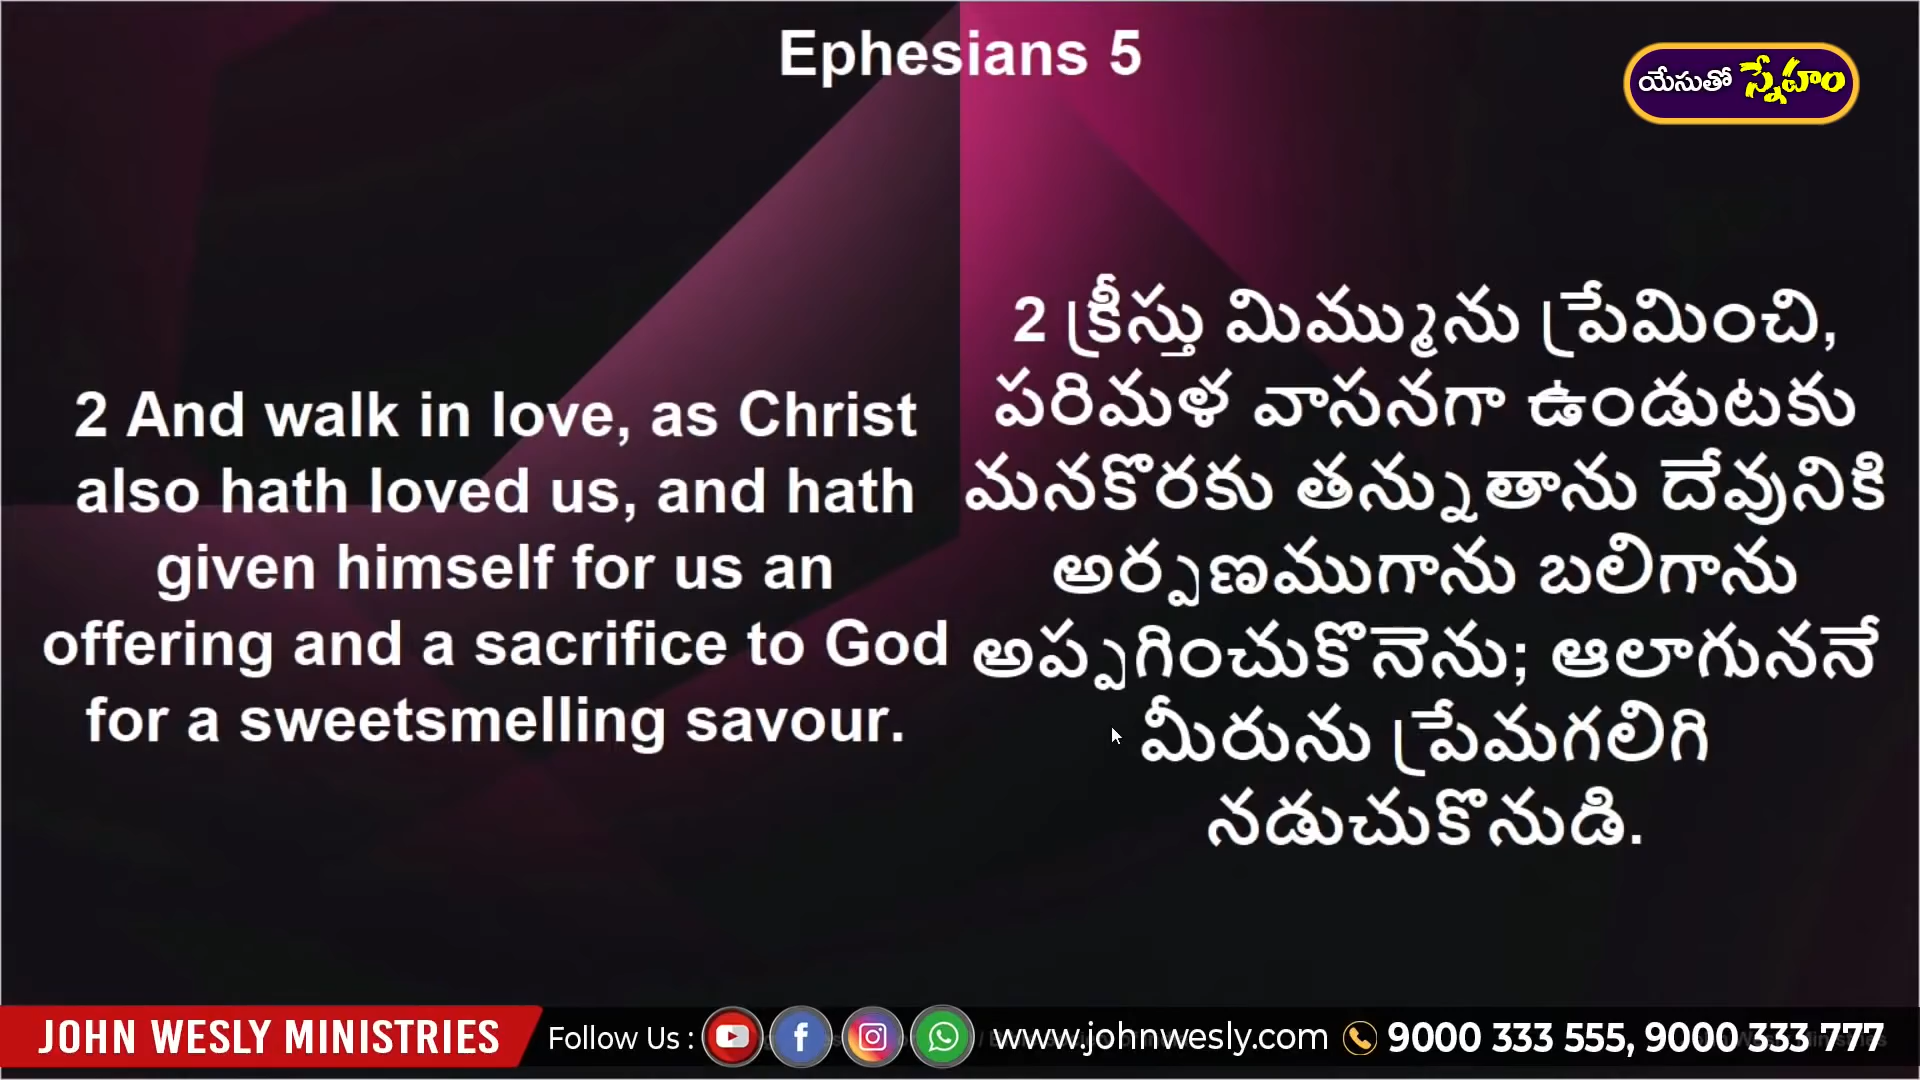 Ephesians 5
యేసుతో స్నేహం
2 And walk in love, as Christ
also hath loved us, and hath
given himself for us an
offering and a sacrifice to God
for a sweetsmelling savour.
2 క్రీస్తు మిమ్మును ప్రేమించి,
పరిమళ వాసనగా ఉండుటకు
మనకొరకు తన్నుతాను దేవునికి
అర్పణముగాను బలిగాను
అప్పగించుకొనెను; ఆలాగుననే
మీరును ప్రేమగలిగి
నడుచుకొనుడి.
JOHN WESLY MINISTRIES Follow Us : www.johnwesly.com 9000 333 555, 9000 333 777